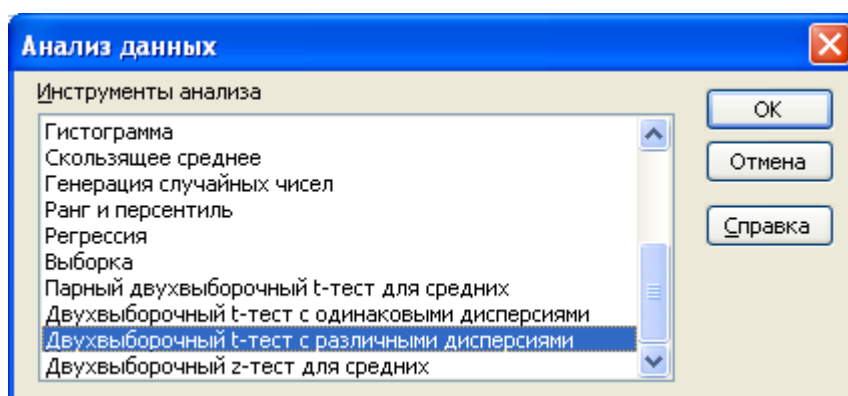 Анализ данных
Инструменты анализа
Гистограмма
Скользящее среднее
Генерация случайных чисел
Ранг и персентиль
Регрессия
Выборка
Парный двухвыборочный t-тест для средних
Двухвыборочный t-тест с одинаковыми дисперсиями
Двухвыборочный t-тест с различными дисперсиями
Двухвыборочный z-тест для средних
ОК
Отмена
Справка